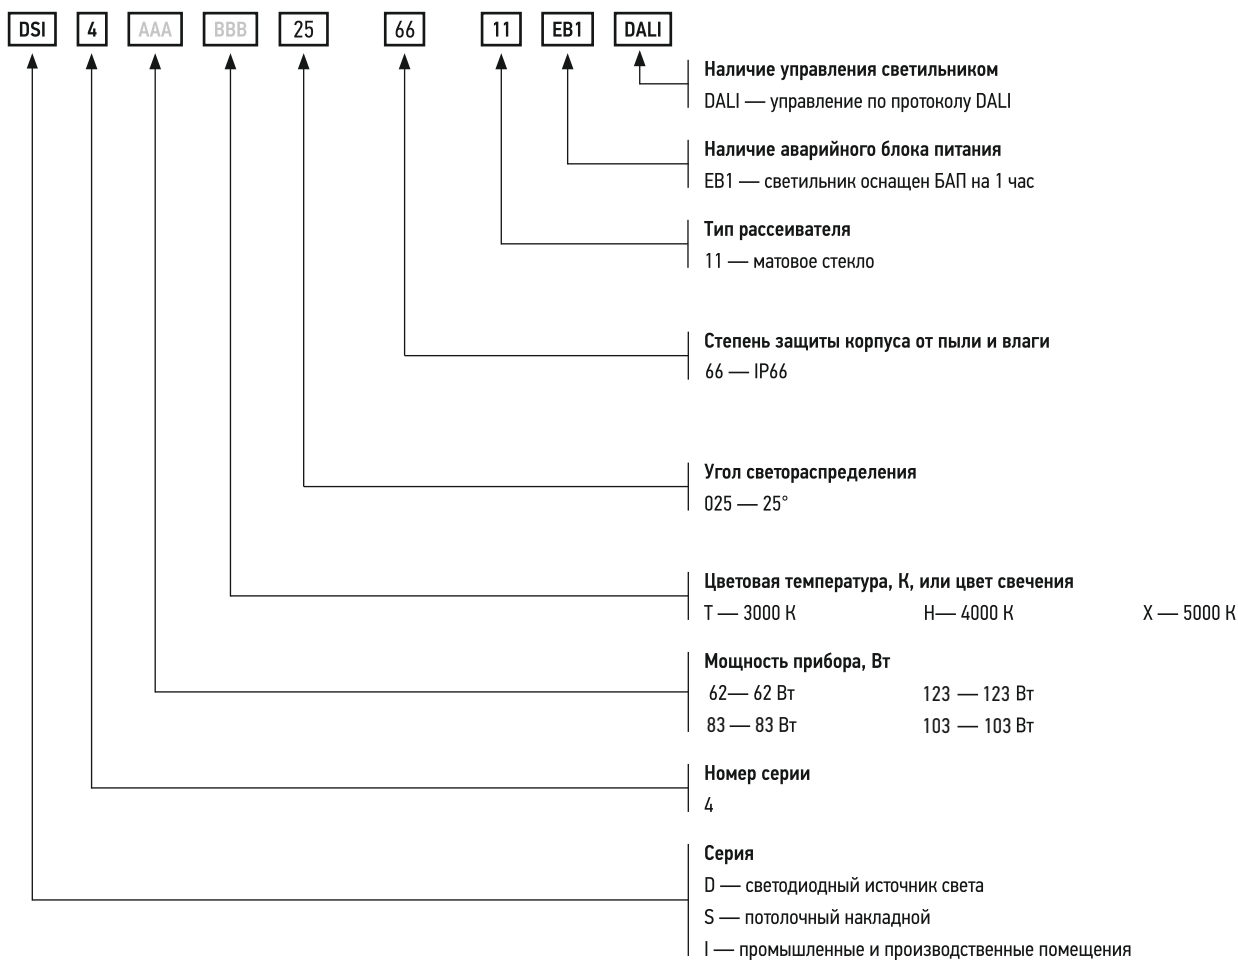 DSI 4 AAA BBB 25 66 11 EB1 DALI
Наличие управления светильником
DALI — управление по протоколу DALI
Наличие аварийного блока питания
EB1 — светильник оснащен БАП на 1 час
Тип рассеивателя
11 — матовое стекло
Степень защиты корпуса от пыли и влаги
66 — IP66
Угол светораспределения
025 — 25°
Цветовая температура, К, или цвет свечения
Т — 3000 К Н— 4000 К Х — 5000 К
Мощность прибора, Вт
62— 62 Вт 123 — 123 Вт
83 — 83 Вт 103 — 103 Вт
Номер серии
4
Серия
D — светодиодный источник света
S — потолочный накладной
I — промышленные и производственные помещения